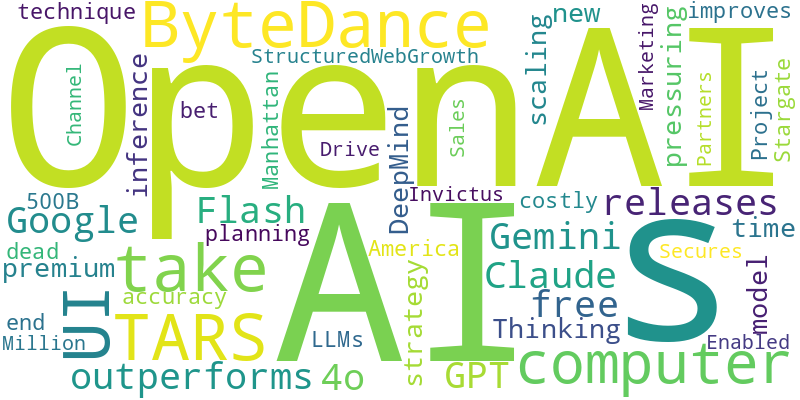 technique
ByteDance
StructuredWebGrowth
new
improves
OpenAI
Channel
inference
bet
Manhattan
Drive
DeepMind
Sales
scaling
Marketing
pressuring
Partners
Project
Stargate
500B
Google
Flash
Invictus
costly
releases
time
dead
premium
take
planning
AI
America
Gemini
s
Secures
accuracy
UI
TARS
strategy
Claude
free
Thinking
model
end
Million
LLMs
Enabled
outperforms
4o
GPT
computer